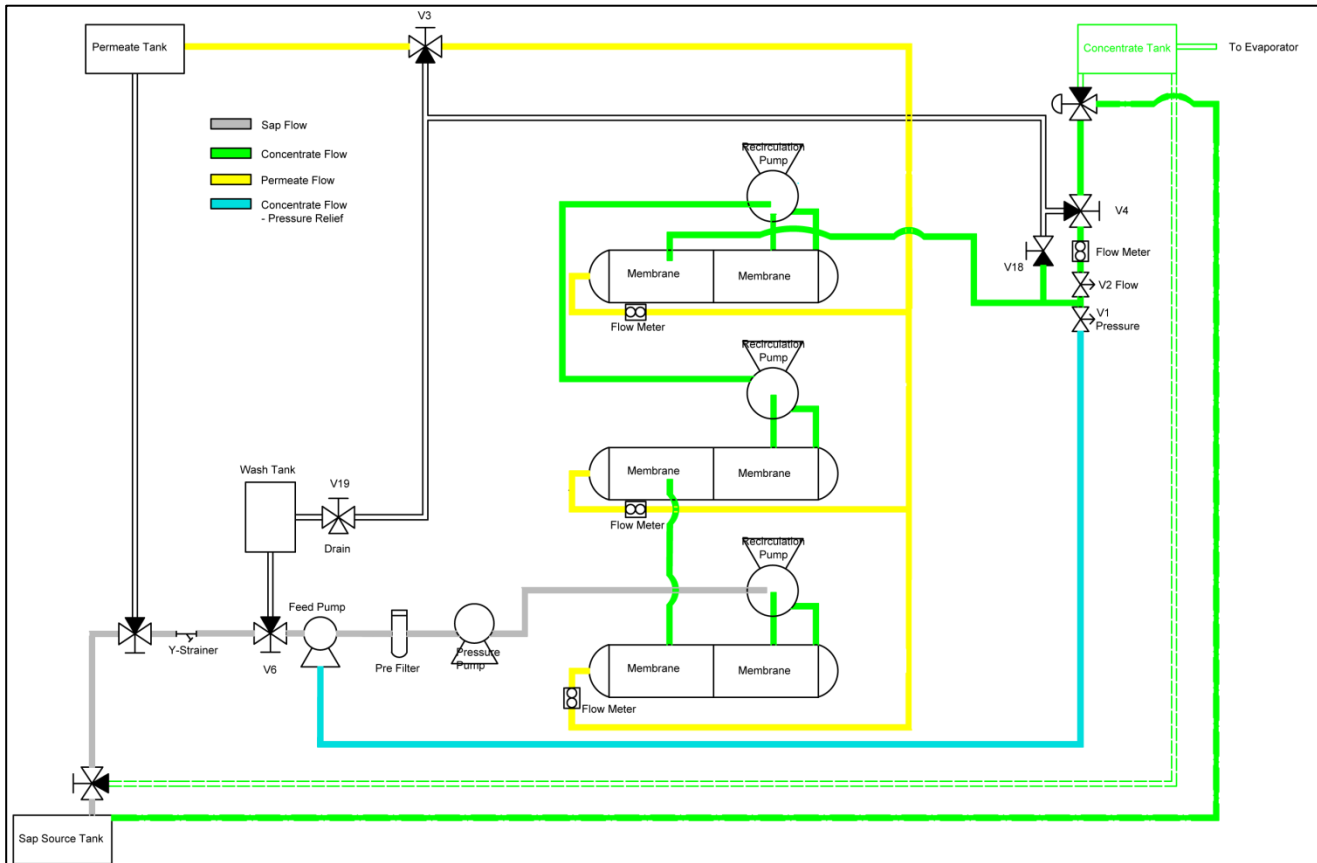 V3
Permeate Tank
Concentrate Tank
To Evaporator
Sap Flow
Concentrate Flow
Permeate Flow
Concentrate Flow
- Pressure Relief
Recirculation
Pump
V4
Flow Meter
V18
V2 Flow
V1
Pressure
Membrane
Membrane
Flow Meter
Recirculation
Pump
Membrane
Membrane
Flow Meter
Wash Tank
V19
Drain
Recirculation
Pump
Feed Pump
Y-Strainer
V6
Pre Filter
Pressure
Pump
Membrane
Membrane
Flow Meter
Sap Source Tank